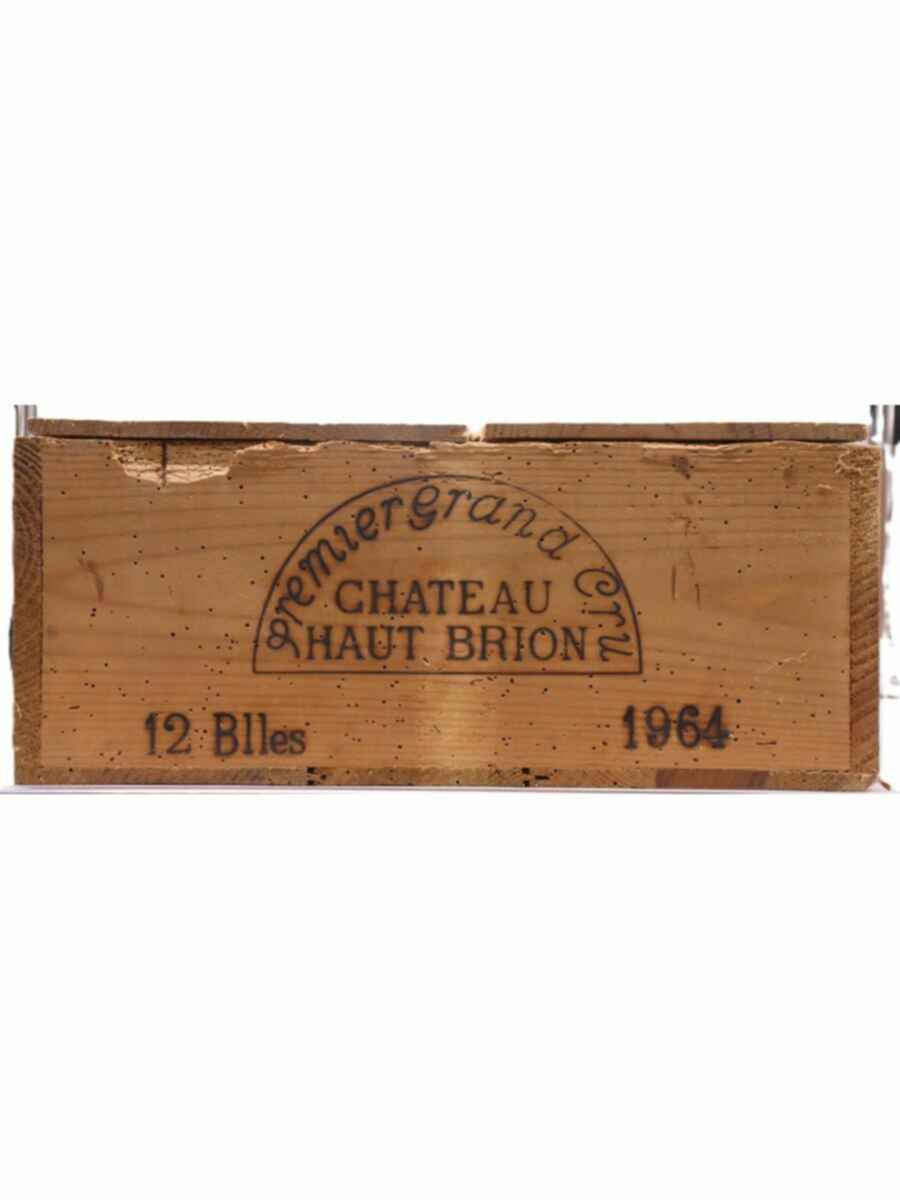 Premier Grand Cru
CHATEAU
HAUT BRION
12 Blles
1964